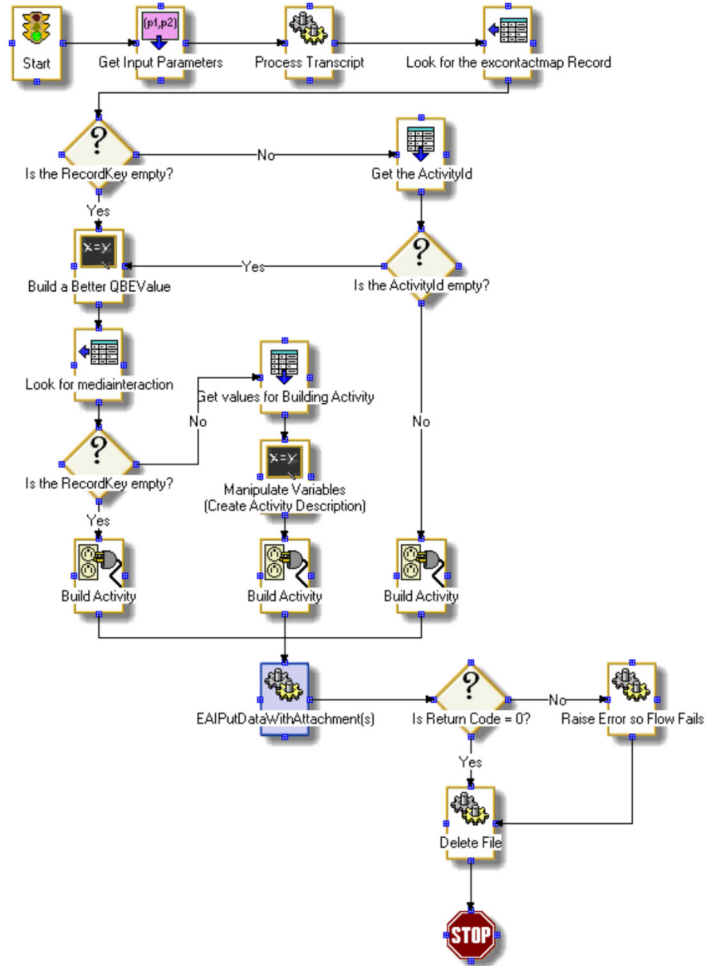 (p1,p2)
Start
Get Input Parameters
Process Transcript
Look for the excontactmap Record
?
Is the RecordKey empty?
No
Get the ActivityId
Yes
x=y
Build a Better QBEValue
Yes
?
Is the ActivityId empty?
Look for mediainteraction
Get values for Building Activity
No
No
?
Is the RecordKey empty?
x=y
Manipulate Variables
(Create Activity Description)
Yes
Build Activity
Build Activity
Build Activity
EAIPutDataWithAttachment(s)
?
Is Return Code = 0?
No
Raise Error so Flow Fails
Yes
Delete File
STOP